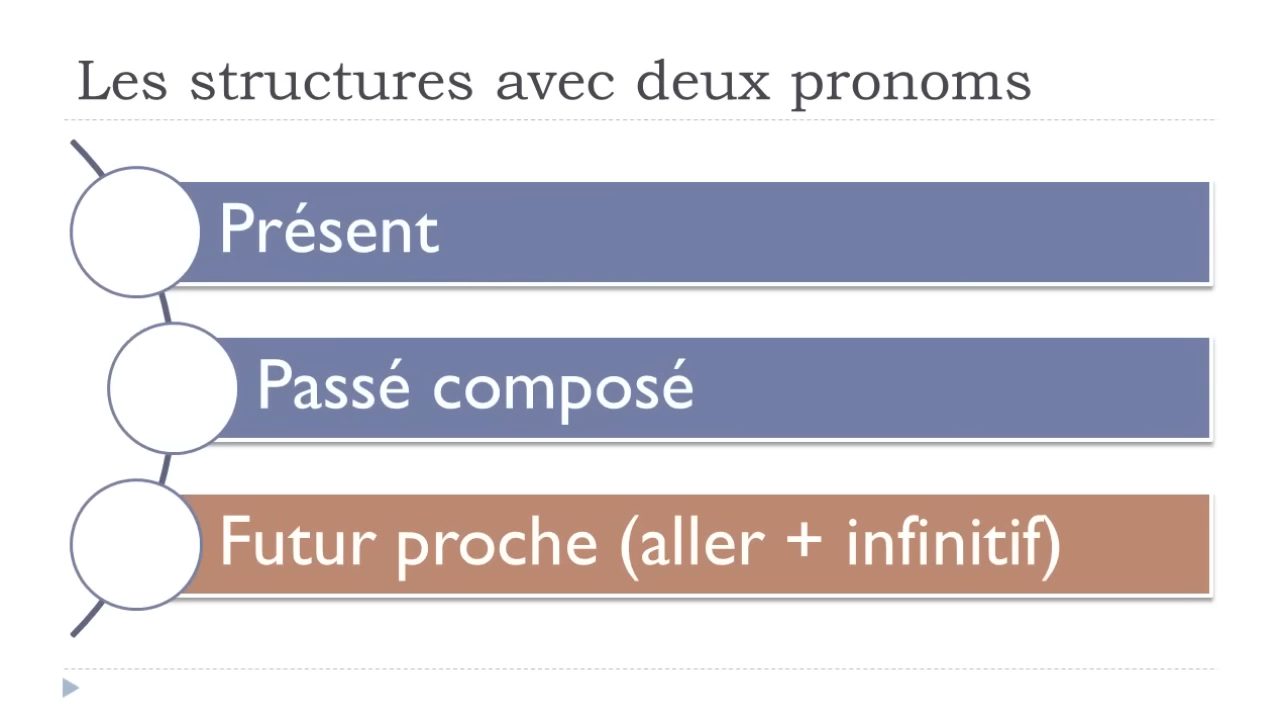 Les structures avec deux pronoms
Présent
Passé composé
Futur proche (aller + infinitif)